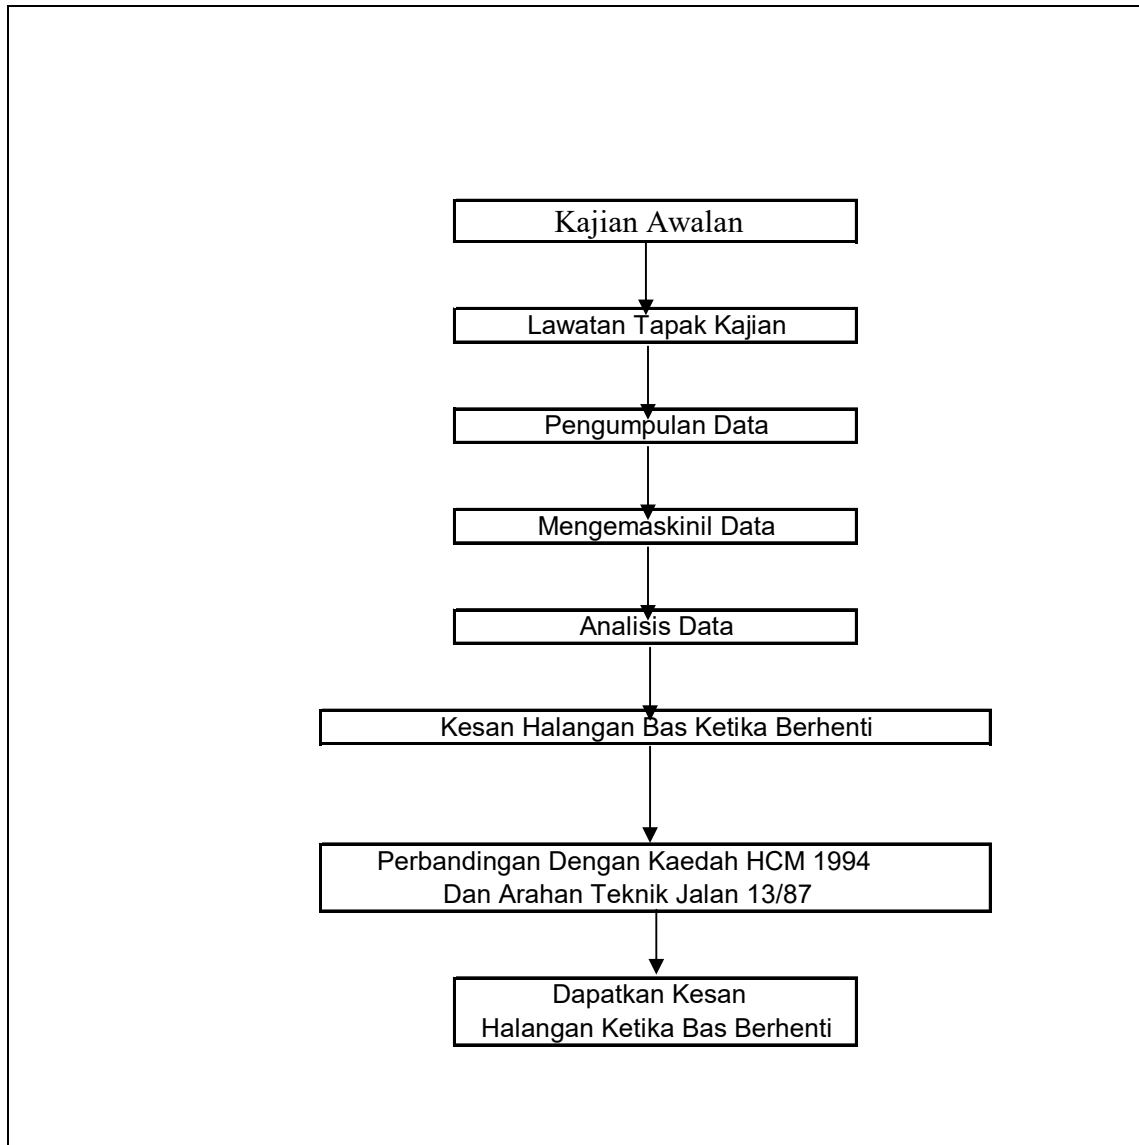 Kajian Awalan
Lawatan Tapak Kajian
Pengumpulan Data
Mengemaskinil Data
Analisis Data
Kesan Halangan Bas Ketika Berhenti
Perbandingan Dengan Kaedah HCM 1994
Dan Arahan Teknik Jalan 13/87
Dapatkan Kesan
Halangan Ketika Bas Berhenti